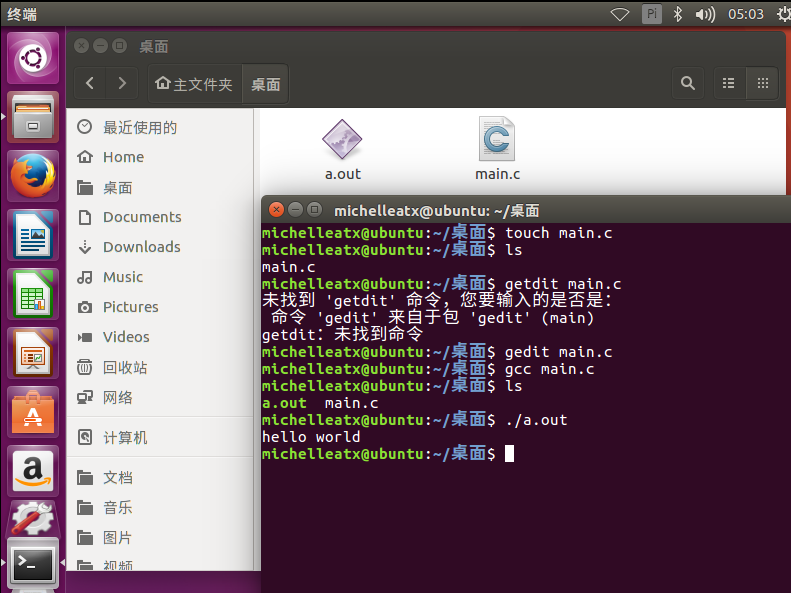 终端
Pi
05:03
桌面
主文件夹
桌面
最近使用的
Home
桌面
Documents
Downloads
Music
Pictures
Videos
回收站
网络
计算机
文档
音乐
图片
视频
a.out
main.c
michelleatx@ubuntu: ~/桌面
michelleatx@ubuntu:~/桌面$ touch main.c
michelleatx@ubuntu:~/桌面$ ls
main.c
michelleatx@ubuntu:~/桌面$ getdit main.c
未找到 'getdit' 命令，您要输入的是否是：
命令 'gedit' 来自于包 'gedit' (main)
getdit：未找到命令
michelleatx@ubuntu:~/桌面$ gedit main.c
michelleatx@ubuntu:~/桌面$ gcc main.c
michelleatx@ubuntu:~/桌面$ ls
a.out  main.c
michelleatx@ubuntu:~/桌面$ ./a.out
hello world
michelleatx@ubuntu:~/桌面$